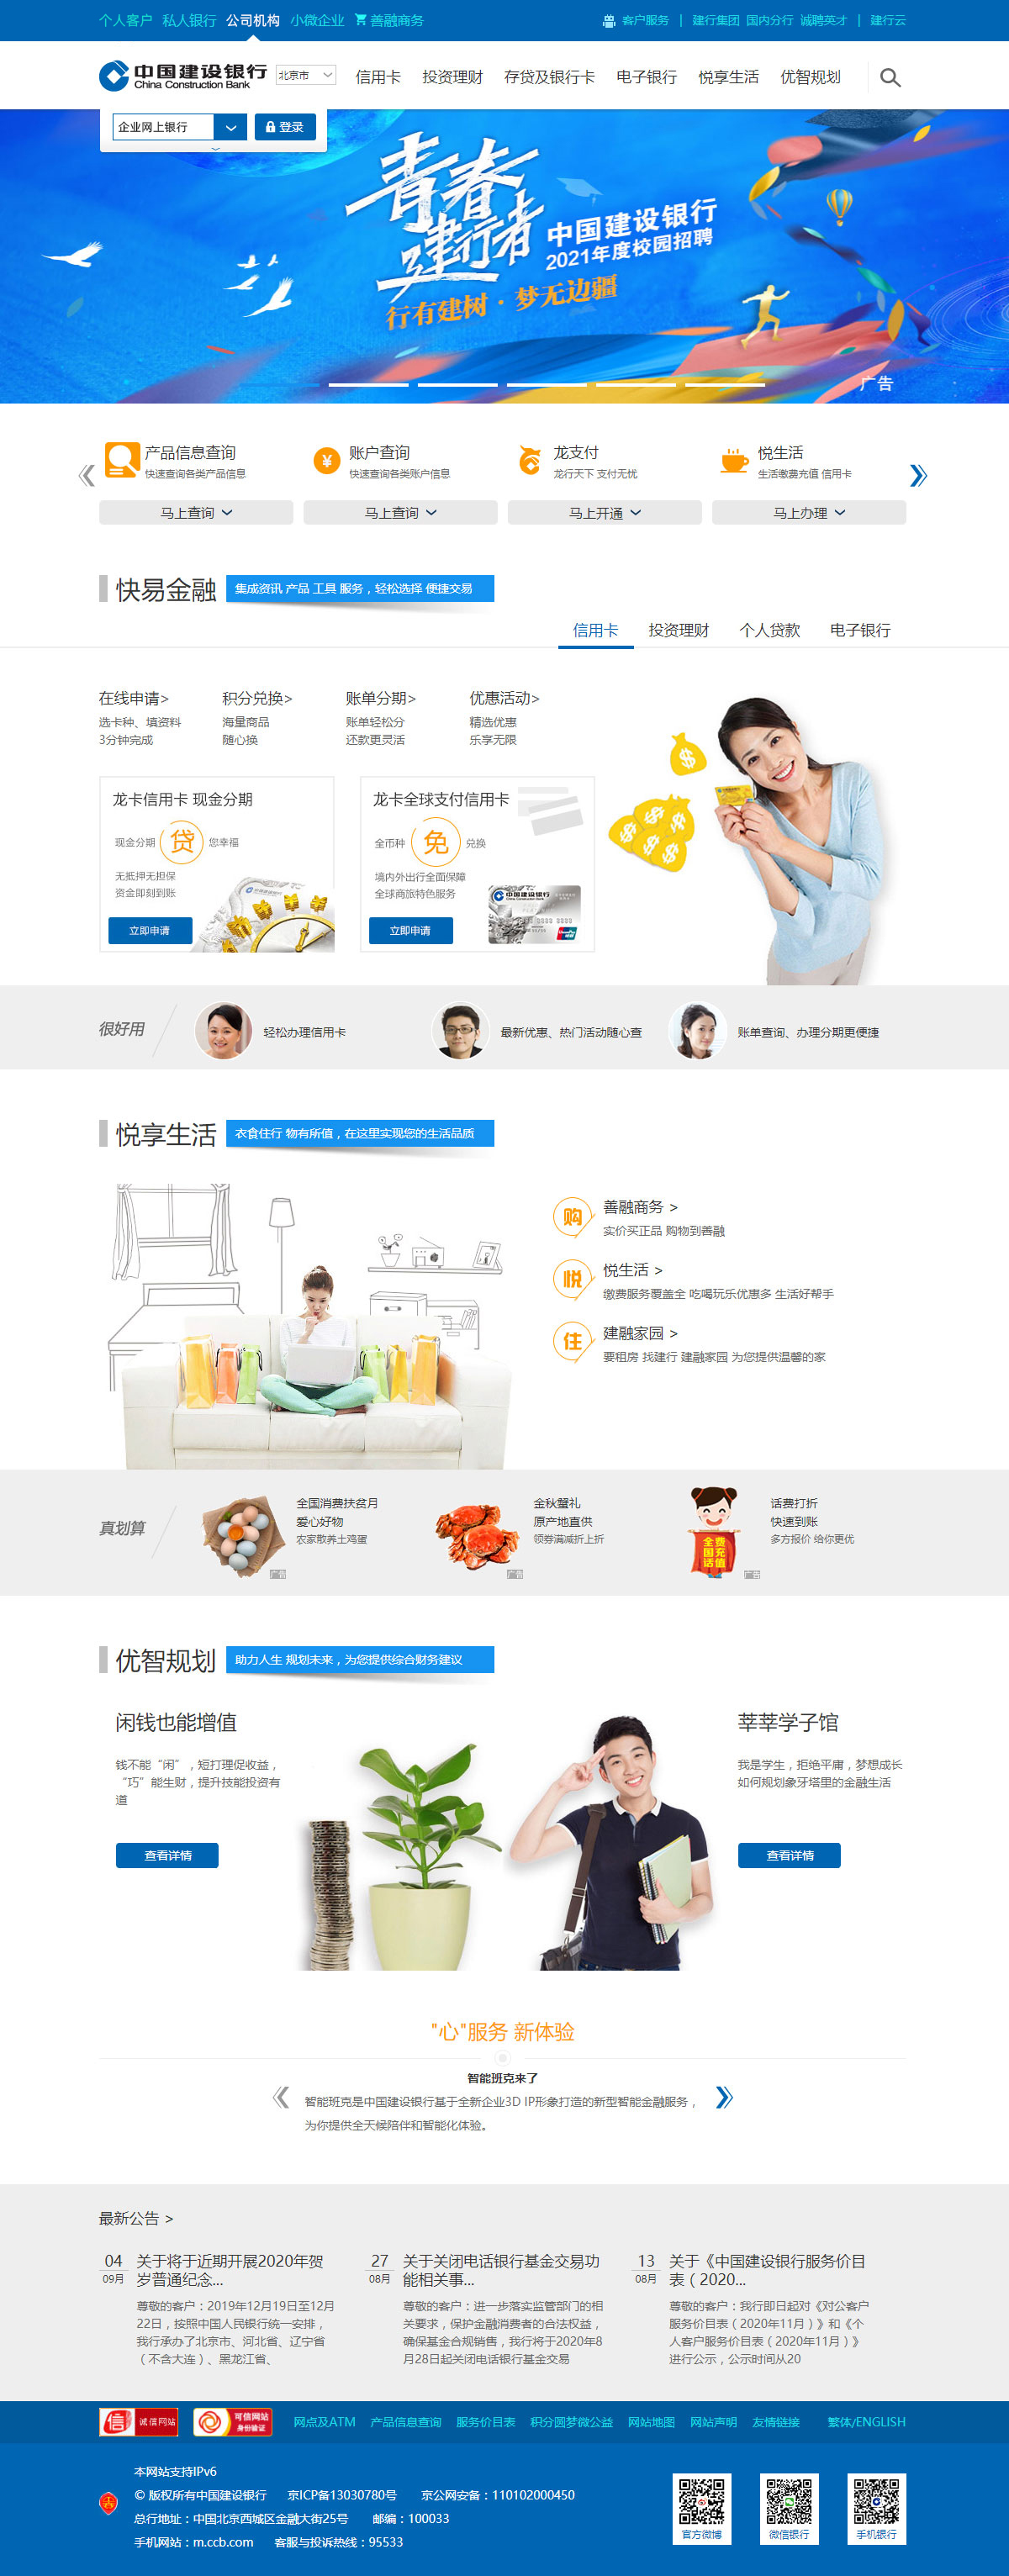 个人客户 私人银行 公司机构 小微企业 善融商务
客户服务 | 建行集团 国内分行 诚聘英才 | 建行云
中国建设银行
China Construction Bank
北京市
信用卡 投资理财 存贷及银行卡 电子银行 悦享生活 优智规划
企业网上银行 登录
青春
建行者
中国建设银行
2021年度校园招聘
行有建树·梦无边疆
广告
产品信息查询
快速查询各类产品信息
马上查询
账户查询
快速查询各类账户信息
马上查询
龙支付
龙行天下 支付无忧
马上开通
悦生活
生活缴费充值 信用卡
马上办理
快易金融
集成资讯 产品 工具 服务，轻松选择 便捷交易
信用卡 投资理财 个人贷款 电子银行
在线申请>
选卡种、填资料
3分钟完成
积分兑换>
海量商品
随心换
账单分期>
账单轻松分
还款更灵活
优惠活动>
精选优惠
乐享无限
龙卡信用卡 现金分期
现金分期 贷 您幸福
无抵押无担保
资金即刻到账
立即申请
龙卡全球支付信用卡
全币种 免 兑换
境内外出行全面保障
全球商旅特色服务
立即申请
中国建设银行
China Construction Bank
很好用
轻松办理信用卡
最新优惠、热门活动随心查
账单查询、办理分期更便捷
悦享生活
衣食住行 物有所值，在这里实现您的生活品质
购
善融商务 >
实价买正品 购物到善融
悦
悦生活 >
缴费服务覆盖全 吃喝玩乐优惠多 生活好帮手
住
建融家园 >
要租房 找建行 建融家园 为您提供温馨的家
真划算
全国消费扶贫月
爱心好物
农家散养土鸡蛋
广告
金秋蟹礼
原产地直供
领券满减折上折
广告
全国话费充值
话费打折
快速到账
多方报价 给你更优
广告
优智规划
助力人生 规划未来，为您提供综合财务建议
闲钱也能增值
钱不能“闲”，短打理促收益，
“巧”能生财，提升技能投资有
道
查看详情
莘莘学子馆
我是学生，拒绝平庸，梦想成长
如何规划象牙塔里的金融生活
查看详情
"心"服务 新体验
智能班克来了
智能班克是中国建设银行基于全新企业3D IP形象打造的新型智能金融服务，
为你提供全天候陪伴和智能化体验。
最新公告 >
04
09月
关于将于近期开展2020年贺
岁普通纪念...
尊敬的客户：2019年12月19日至12月
22日，按照中国人民银行统一安排，
我行承办了北京市、河北省、辽宁省
（不含大连）、黑龙江省、
27
08月
关于关闭电话银行基金交易功
能相关事...
尊敬的客户：进一步落实监管部门的相
关要求，保护金融消费者的合法权益，
确保基金合规销售，我行将于2020年8
月28日起关闭电话银行基金交易
13
08月
关于《中国建设银行服务价目
表（2020...
尊敬的客户：我行即日起对《对公客户
服务价目表（2020年11月）》和《个
人客户服务价目表（2020年11月）》
进行公示，公示时间从20
信 诚信网站
可信网站
身份验证
网点及ATM 产品信息查询 服务价目表 积分圆梦微公益 网站地图 网站声明 友情链接 繁体/ENGLISH
本网站支持IPv6
© 版权所有中国建设银行 京ICP备13030780号 京公网安备：110102000450
总行地址：中国北京西城区金融大街25号 邮编：100033
手机网站：m.ccb.com 客服与投诉热线：95533
官方微博
微信银行
手机银行